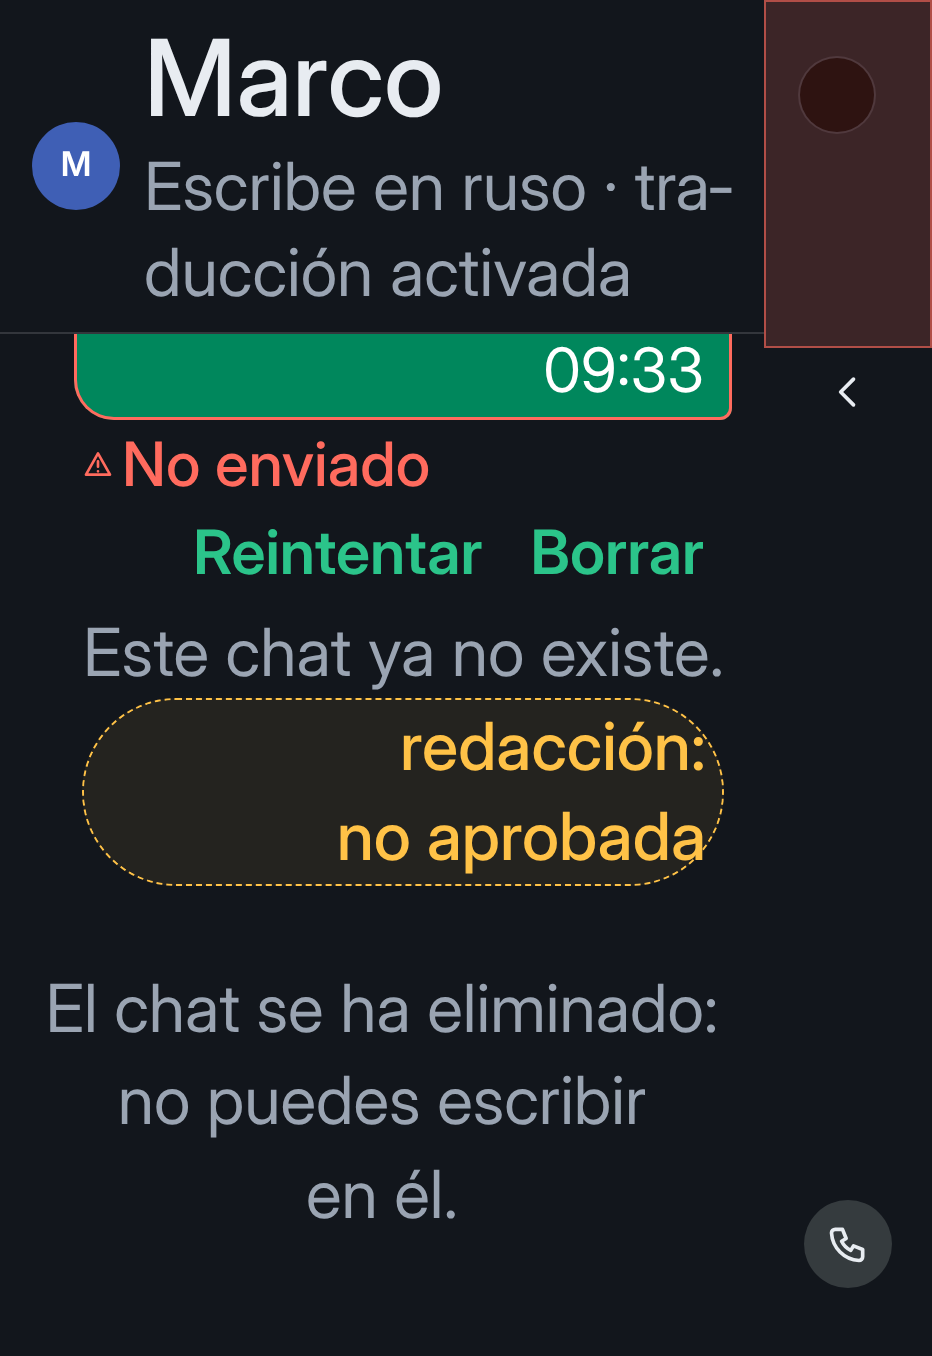 Marco
M
Escribe en ruso · tra-
ducción activada
09:33
No enviado
Reintentar Borrar
Este chat ya no existe.
redacción:
no aprobada
El chat se ha eliminado:
no puedes escribir
en él.